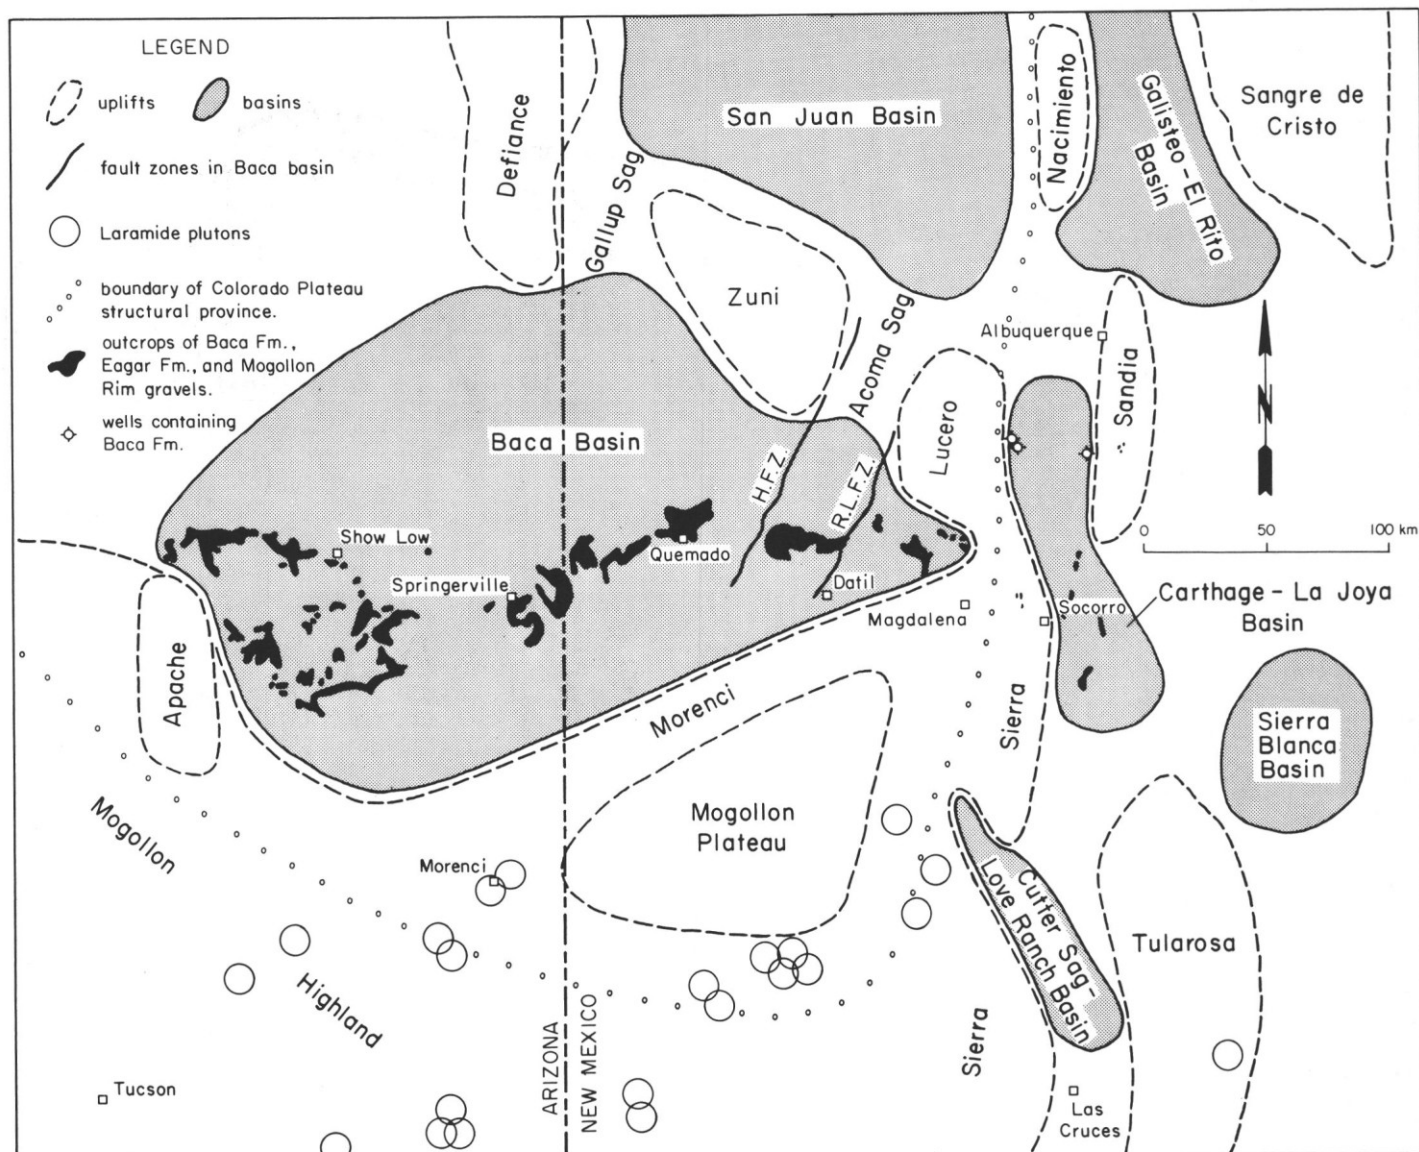 LEGEND
uplifts
basins
fault zones in Baca basin
Laramide plutons
boundary of Colorado Plateau
structural province.
outcrops of Baca Fm.,
Eagar Fm., and Mogollon
Rim gravels.
wells containing
Baca Fm.
Defiance
Gallup Sag
San Juan Basin
Nacimiento
Galisteo - El Rito
Basin
Sangre de
Cristo
Zuni
Acoma Sag
Albuquerque
Sandia
Lucero
N
Baca Basin
H.F.Z.
R.L.F.Z.
0 50 100 km
Show Low
Springerville
Quemado
Datil
Magdalena
Socorro
Carthage - La Joya
Basin
Apache
Morenci
Sierra
Sierra
Blanca
Basin
Mogollon
Highland
Mogollon
Plateau
Morenci
Cutter Sag-
Love Ranch Basin
Tularosa
Sierra
ARIZONA
NEW MEXICO
Tucson
Las
Cruces